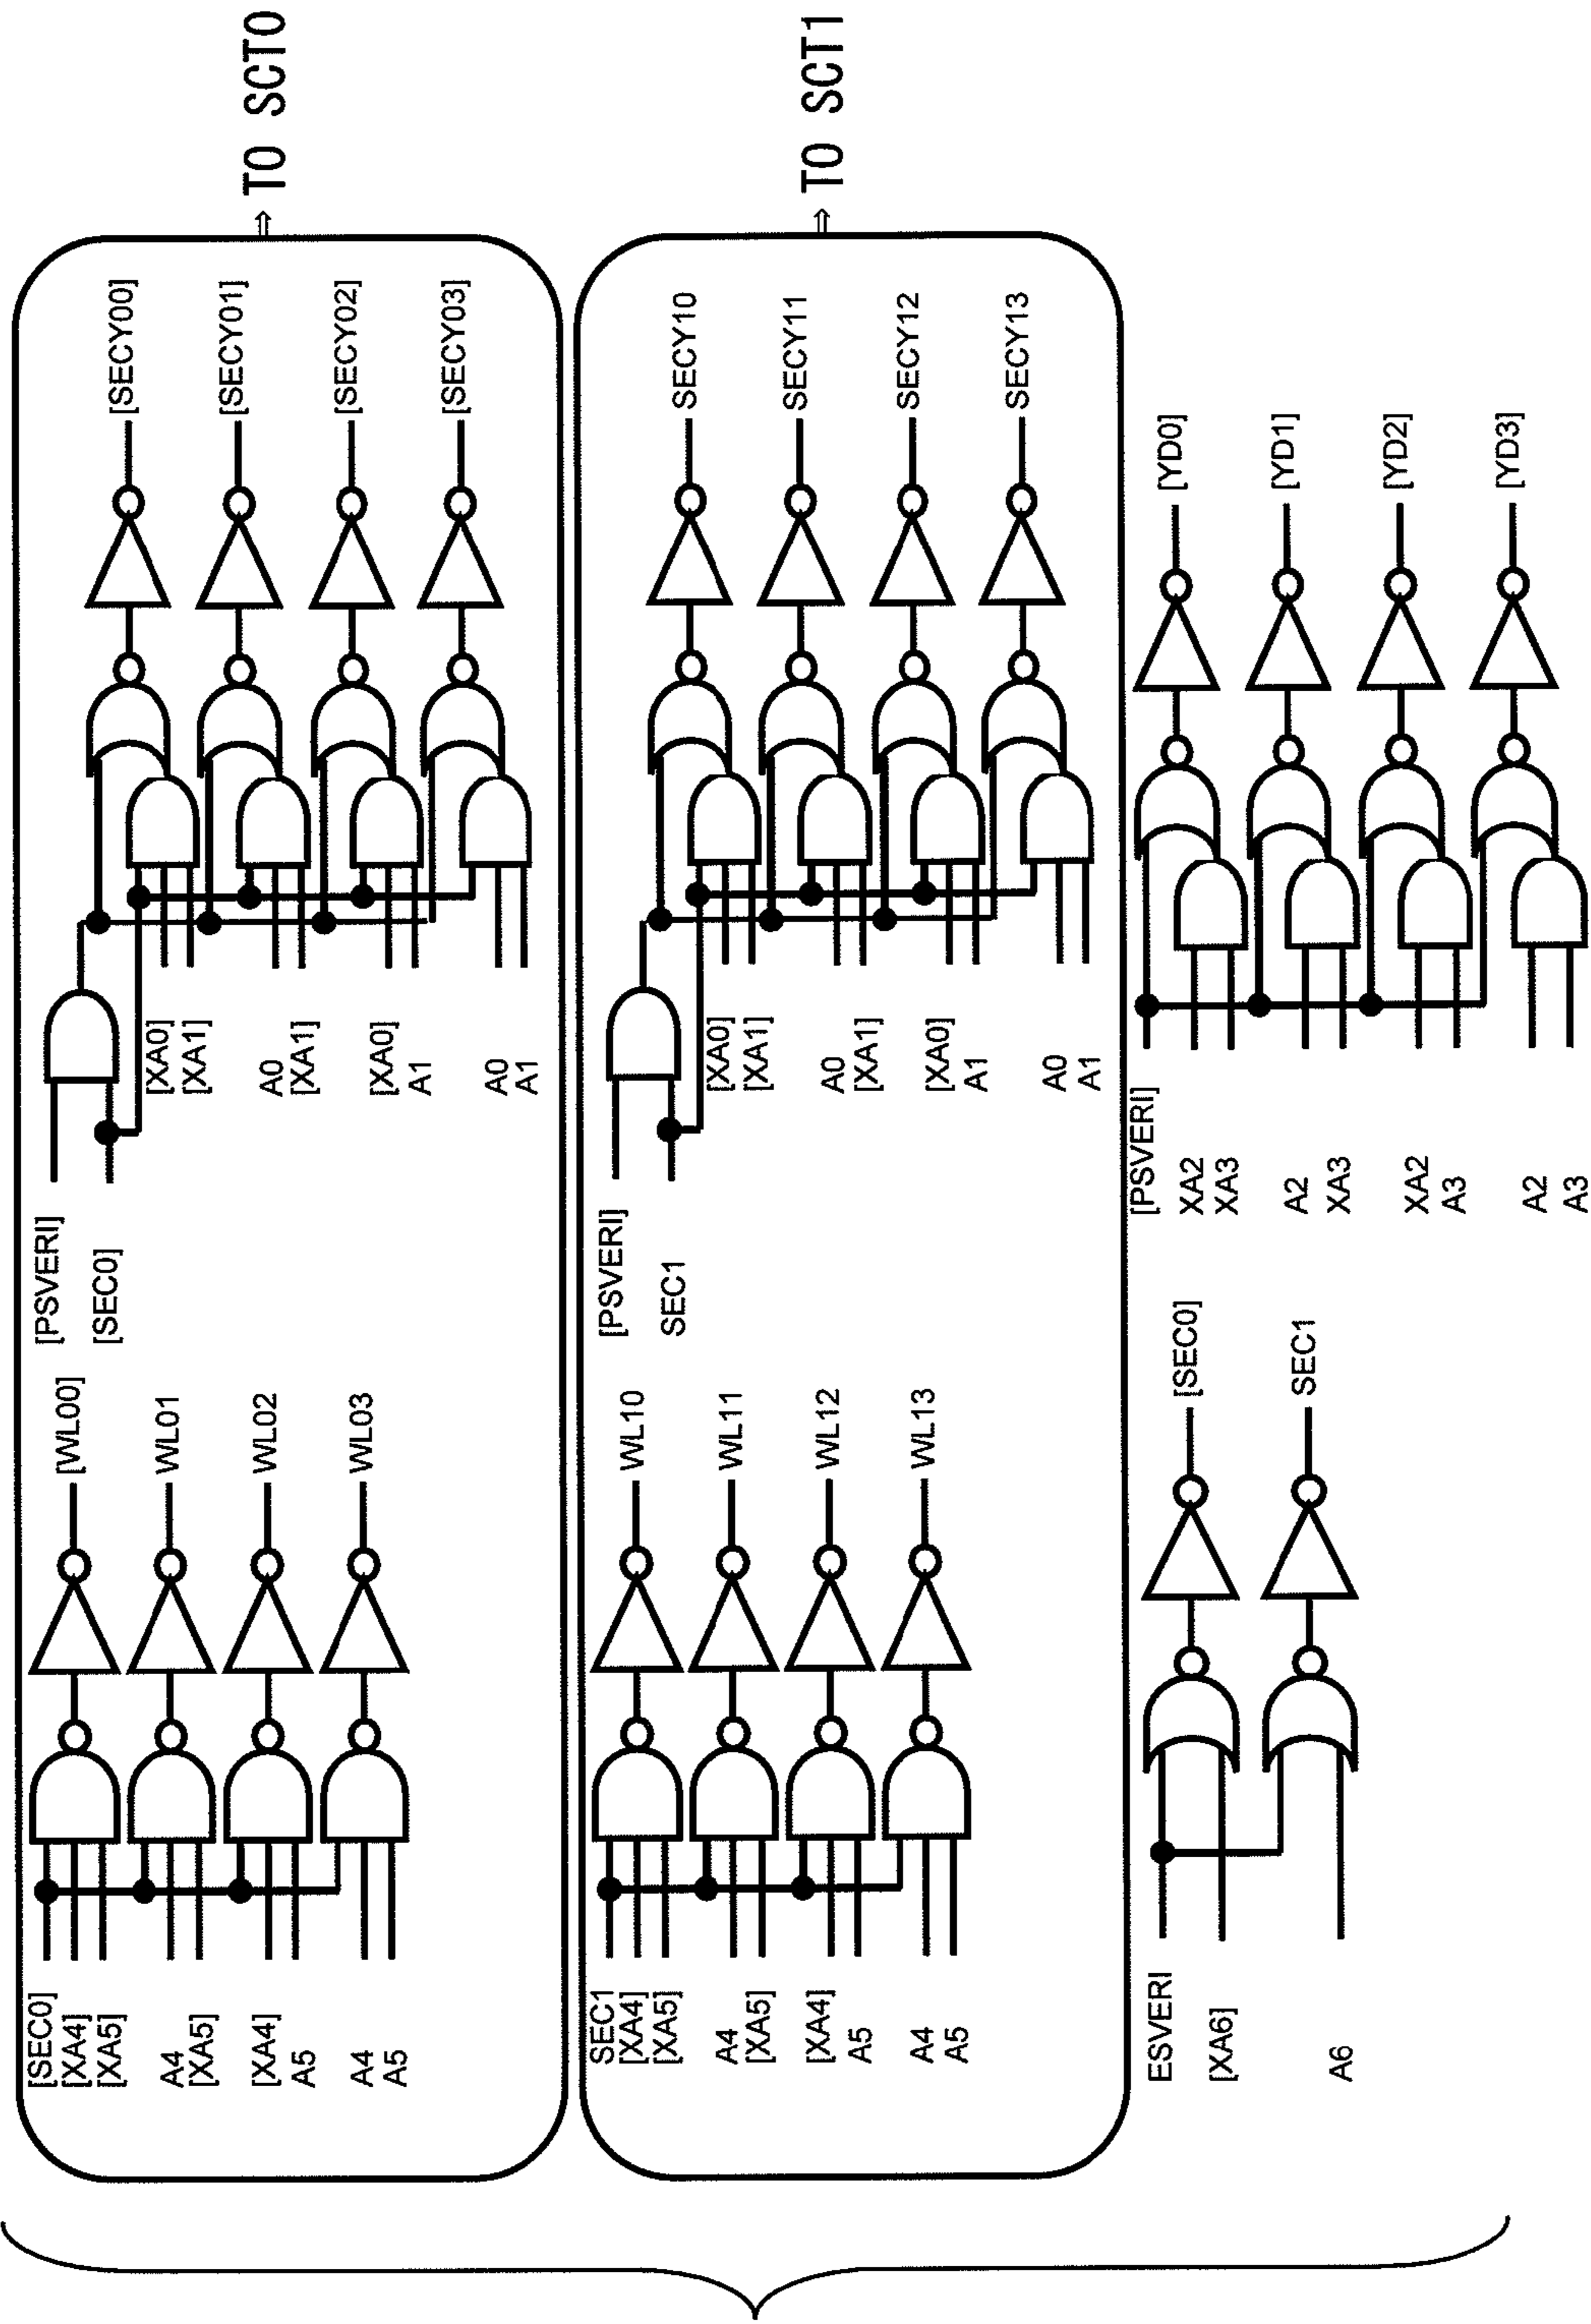 [SEC0]
[XA4]
[XA5]
A4
[XA5]
[XA4]
A5
A4
A5
[WL00]
WL01
WL02
WL03
[PSVERI]
[SEC0]
[XA0]
[XA1]
A0
[XA1]
[XA0]
A1
A0
A1
[SECY00]
[SECY01]
[SECY02]
[SECY03]
⇒ TO SCT0
SEC1
[XA4]
[XA5]
A4
[XA5]
[XA4]
A5
A4
A5
WL10
WL11
WL12
WL13
[PSVERI]
SEC1
[XA0]
[XA1]
A0
[XA1]
[XA0]
A1
A0
A1
SECY10
SECY11
SECY12
SECY13
⇒ TO SCT1
ESVERI
[XA6]
A6
[SEC0]
SEC1
[PSVERI]
XA2
XA3
A2
XA3
XA2
A3
A2
A3
[YD0]
[YD1]
[YD2]
[YD3]